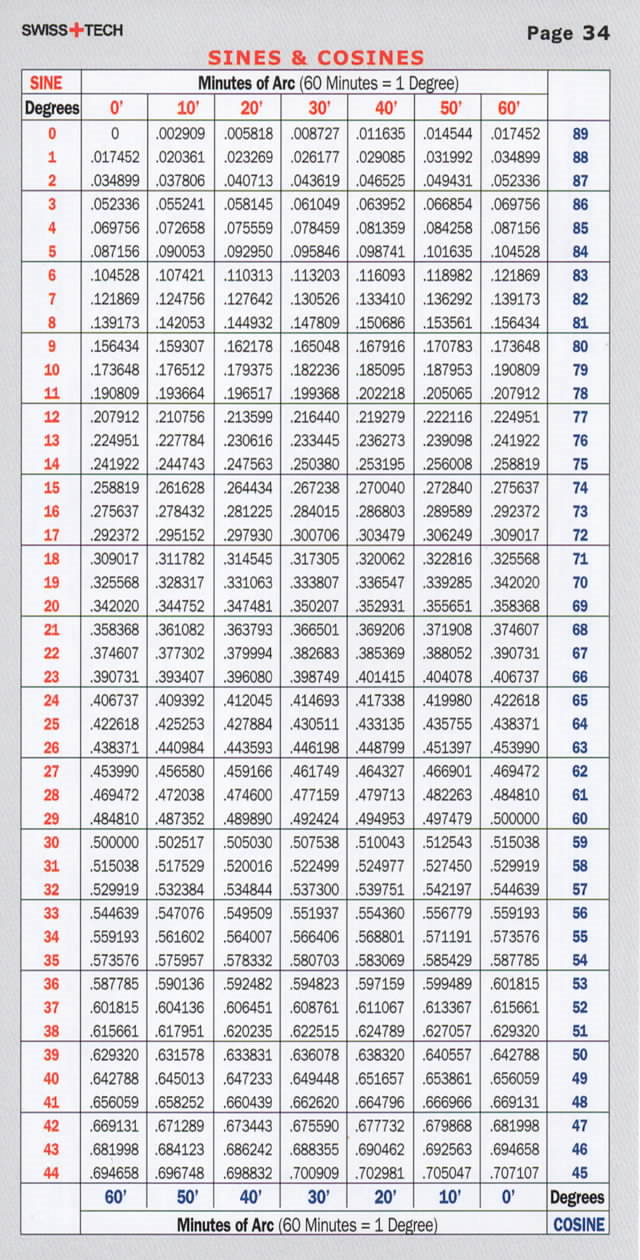 SWISS+TECH Page 34
SINES & COSINES
SINE Minutes of Arc (60 Minutes = 1 Degree)
Degrees 0' 10' 20' 30' 40' 50' 60'
0 0 .002909 .005818 .008727 .011635 .014544 .017452 89
1 .017452 .020361 .023269 .026177 .029085 .031992 .034899 88
2 .034899 .037806 .040713 .043619 .046525 .049431 .052336 87
3 .052336 .055241 .058145 .061049 .063952 .066854 .069756 86
4 .069756 .072658 .075559 .078459 .081359 .084258 .087156 85
5 .087156 .090053 .092950 .095846 .098741 .101635 .104528 84
6 .104528 .107421 .110313 .113203 .116093 .118982 .121869 83
7 .121869 .124756 .127642 .130526 .133410 .136292 .139173 82
8 .139173 .142053 .144932 .147809 .150686 .153561 .156434 81
9 .156434 .159307 .162178 .165048 .167916 .170783 .173648 80
10 .173648 .176512 .179375 .182236 .185095 .187953 .190809 79
11 .190809 .193664 .196517 .199368 .202218 .205065 .207912 78
12 .207912 .210756 .213599 .216440 .219279 .222116 .224951 77
13 .224951 .227784 .230616 .233445 .236273 .239098 .241922 76
14 .241922 .244743 .247563 .250380 .253195 .256008 .258819 75
15 .258819 .261628 .264434 .267238 .270040 .272840 .275637 74
16 .275637 .278432 .281225 .284015 .286803 .289589 .292372 73
17 .292372 .295152 .297930 .300706 .303479 .306249 .309017 72
18 .309017 .311782 .314545 .317305 .320062 .322816 .325568 71
19 .325568 .328317 .331063 .333807 .336547 .339285 .342020 70
20 .342020 .344752 .347481 .350207 .352931 .355651 .358368 69
21 .358368 .361082 .363793 .366501 .369206 .371908 .374607 68
22 .374607 .377302 .379994 .382683 .385369 .388052 .390731 67
23 .390731 .393407 .396080 .398749 .401415 .404078 .406737 66
24 .406737 .409392 .412045 .414693 .417338 .419980 .422618 65
25 .422618 .425253 .427884 .430511 .433135 .435755 .438371 64
26 .438371 .440984 .443593 .446198 .448799 .451397 .453990 63
27 .453990 .456580 .459166 .461749 .464327 .466901 .469472 62
28 .469472 .472038 .474600 .477159 .479713 .482263 .484810 61
29 .484810 .487352 .489890 .492424 .494953 .497479 .500000 60
30 .500000 .502517 .505030 .507538 .510043 .512543 .515038 59
31 .515038 .517529 .520016 .522499 .524977 .527450 .529919 58
32 .529919 .532384 .534844 .537300 .539751 .542197 .544639 57
33 .544639 .547076 .549509 .551937 .554360 .556779 .559193 56
34 .559193 .561602 .564007 .566406 .568801 .571191 .573576 55
35 .573576 .575957 .578332 .580703 .583069 .585429 .587785 54
36 .587785 .590136 .592482 .594823 .597159 .599489 .601815 53
37 .601815 .604136 .606451 .608761 .611067 .613367 .615661 52
38 .615661 .617951 .620235 .622515 .624789 .627057 .629320 51
39 .629320 .631578 .633831 .636078 .638320 .640557 .642788 50
40 .642788 .645013 .647233 .649448 .651657 .653861 .656059 49
41 .656059 .658252 .660439 .662620 .664796 .666966 .669131 48
42 .669131 .671289 .673443 .675590 .677732 .679868 .681998 47
43 .681998 .684123 .686242 .688355 .690462 .692563 .694658 46
44 .694658 .696748 .698832 .700909 .702981 .705047 .707107 45
60' 50' 40' 30' 20' 10' 0' Degrees
Minutes of Arc (60 Minutes = 1 Degree) COSINE